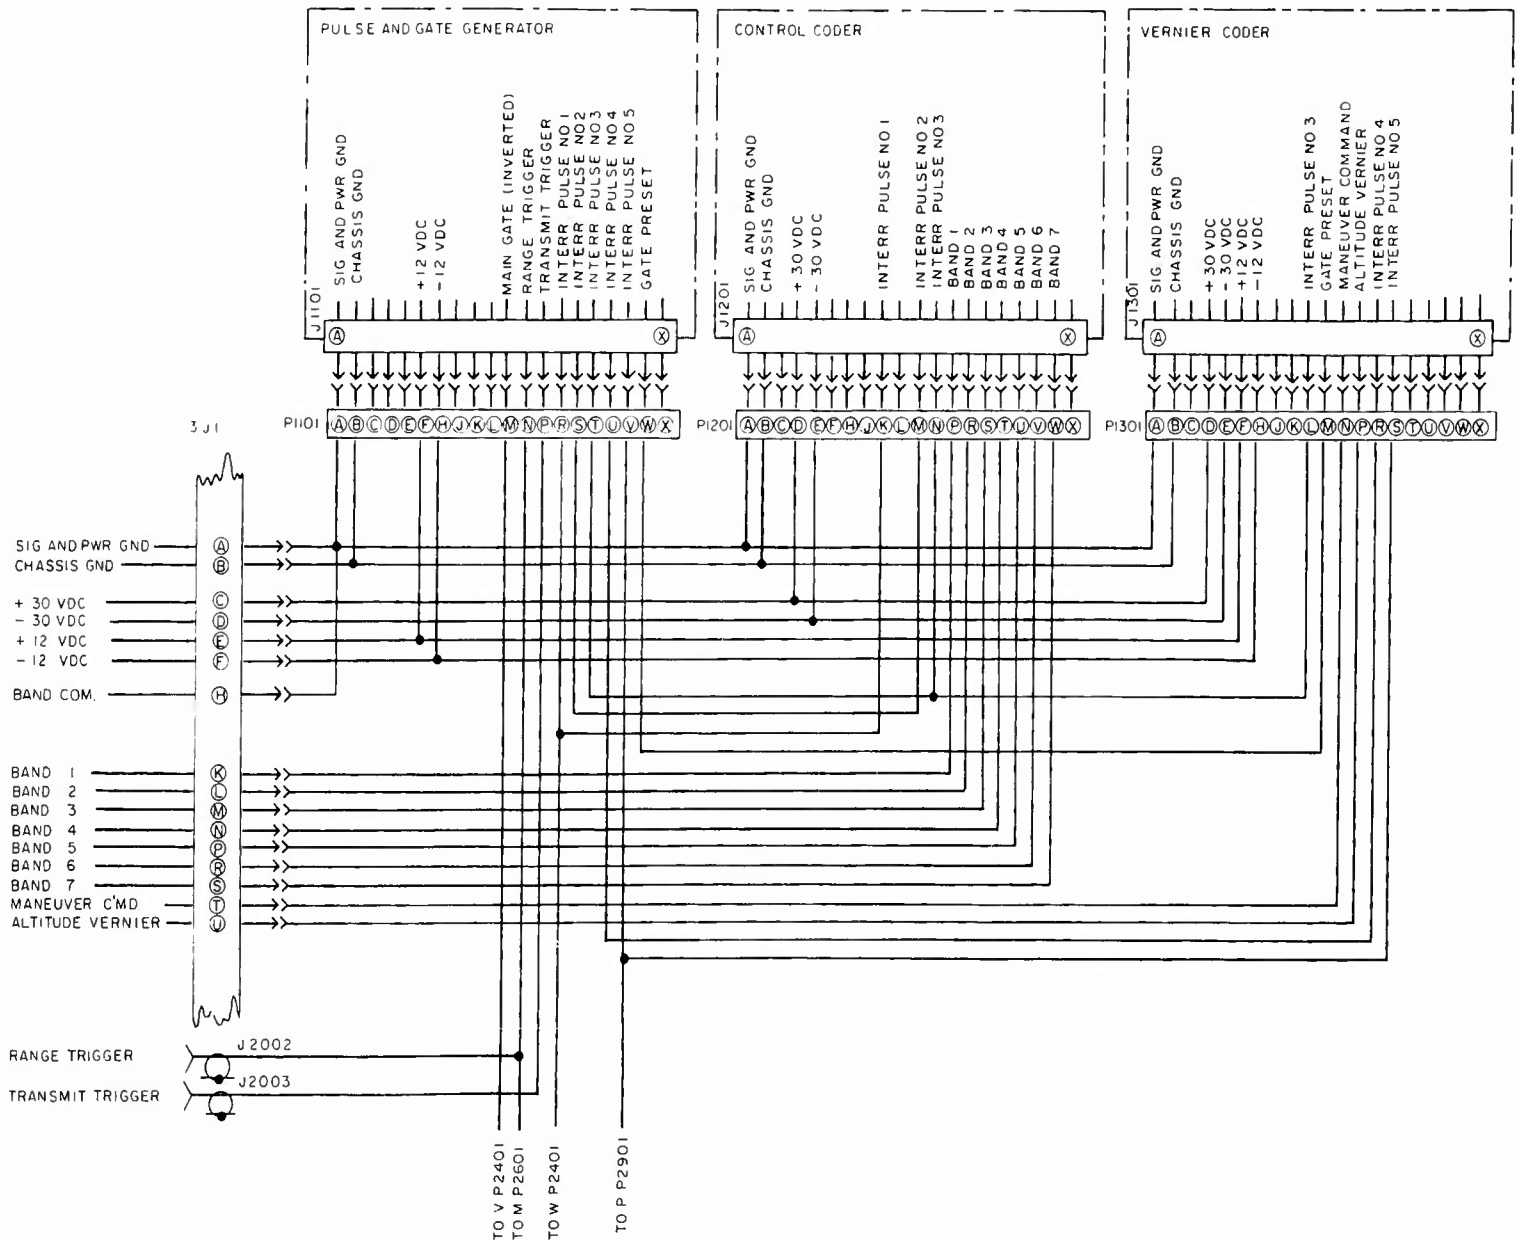 PULSE AND GATE GENERATOR
CONTROL CODER
VERNIER CODER
J1101
SIG AND PWR GND
CHASSIS GND
+12 VDC
-12 VDC
MAIN GATE (INVERTED)
RANGE TRIGGER
TRANSMIT TRIGGER
INTERR PULSE NO 1
INTERR PULSE NO 2
INTERR PULSE NO 3
INTERR PULSE NO 4
INTERR PULSE NO 5
GATE PRESET
J1201
SIG AND PWR GND
CHASSIS GND
+30 VDC
-30 VDC
INTERR PULSE NO 1
INTERR PULSE NO 2
INTERR PULSE NO 3
BAND 1
BAND 2
BAND 3
BAND 4
BAND 5
BAND 6
BAND 7
J1301
SIG AND PWR GND
CHASSIS GND
+30 VDC
-30 VDC
+12 VDC
-12 VDC
INTERR PULSE NO 3
GATE PRESET
MANEUVER COMMAND
ALTITUDE VERNIER
INTERR PULSE NO 4
INTERR PULSE NO 5
A X
A X
A X
P1101 A B C D E F H J K L M N P R S T U V W X
P1201 A B C D E F H J K L M N P R S T U V W X
P1301 A B C D E F H J K L M N P R S T U V W X
3J1
SIG AND PWR GND A
CHASSIS GND B
+ 30 VDC C
- 30 VDC D
+ 12 VDC E
- 12 VDC F
BAND COM. H
BAND 1 K
BAND 2 L
BAND 3 M
BAND 4 N
BAND 5 P
BAND 6 R
BAND 7 S
MANEUVER C'MD T
ALTITUDE VERNIER U
RANGE TRIGGER J2002
TRANSMIT TRIGGER J2003
TO V P2401
TO M P2601
TO W P2401
TO P P2901